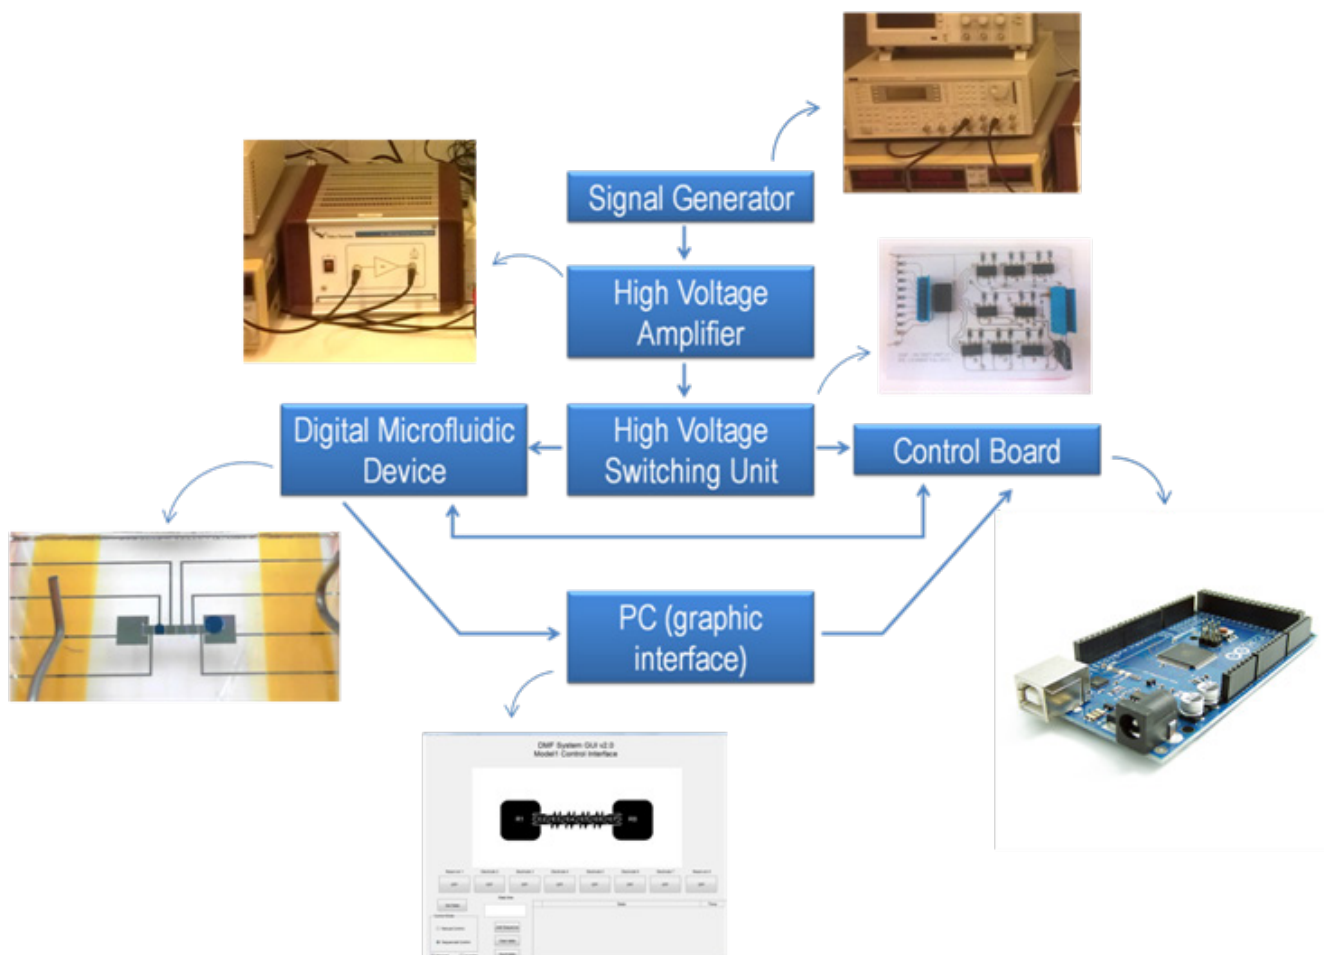 Signal Generator
High Voltage
Amplifier
Digital Microfluidic
Device
High Voltage
Switching Unit
Control Board
PC (graphic
interface)
DMF System GUI v2.0
Model1 Control Interface
R1